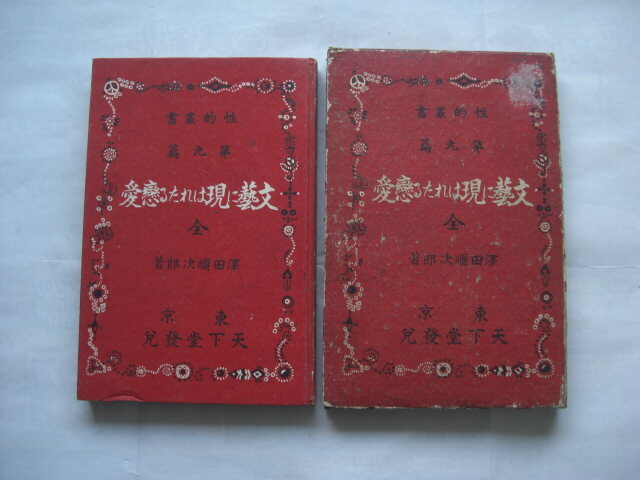 性的叢書
第九篇
文藝に現はれたる戀愛
全
澤田順次郎著
東京
天下堂發兌
性的叢書
第九篇
文藝に現はれたる戀愛
全
澤田順次郎著
東京
天下堂發兌